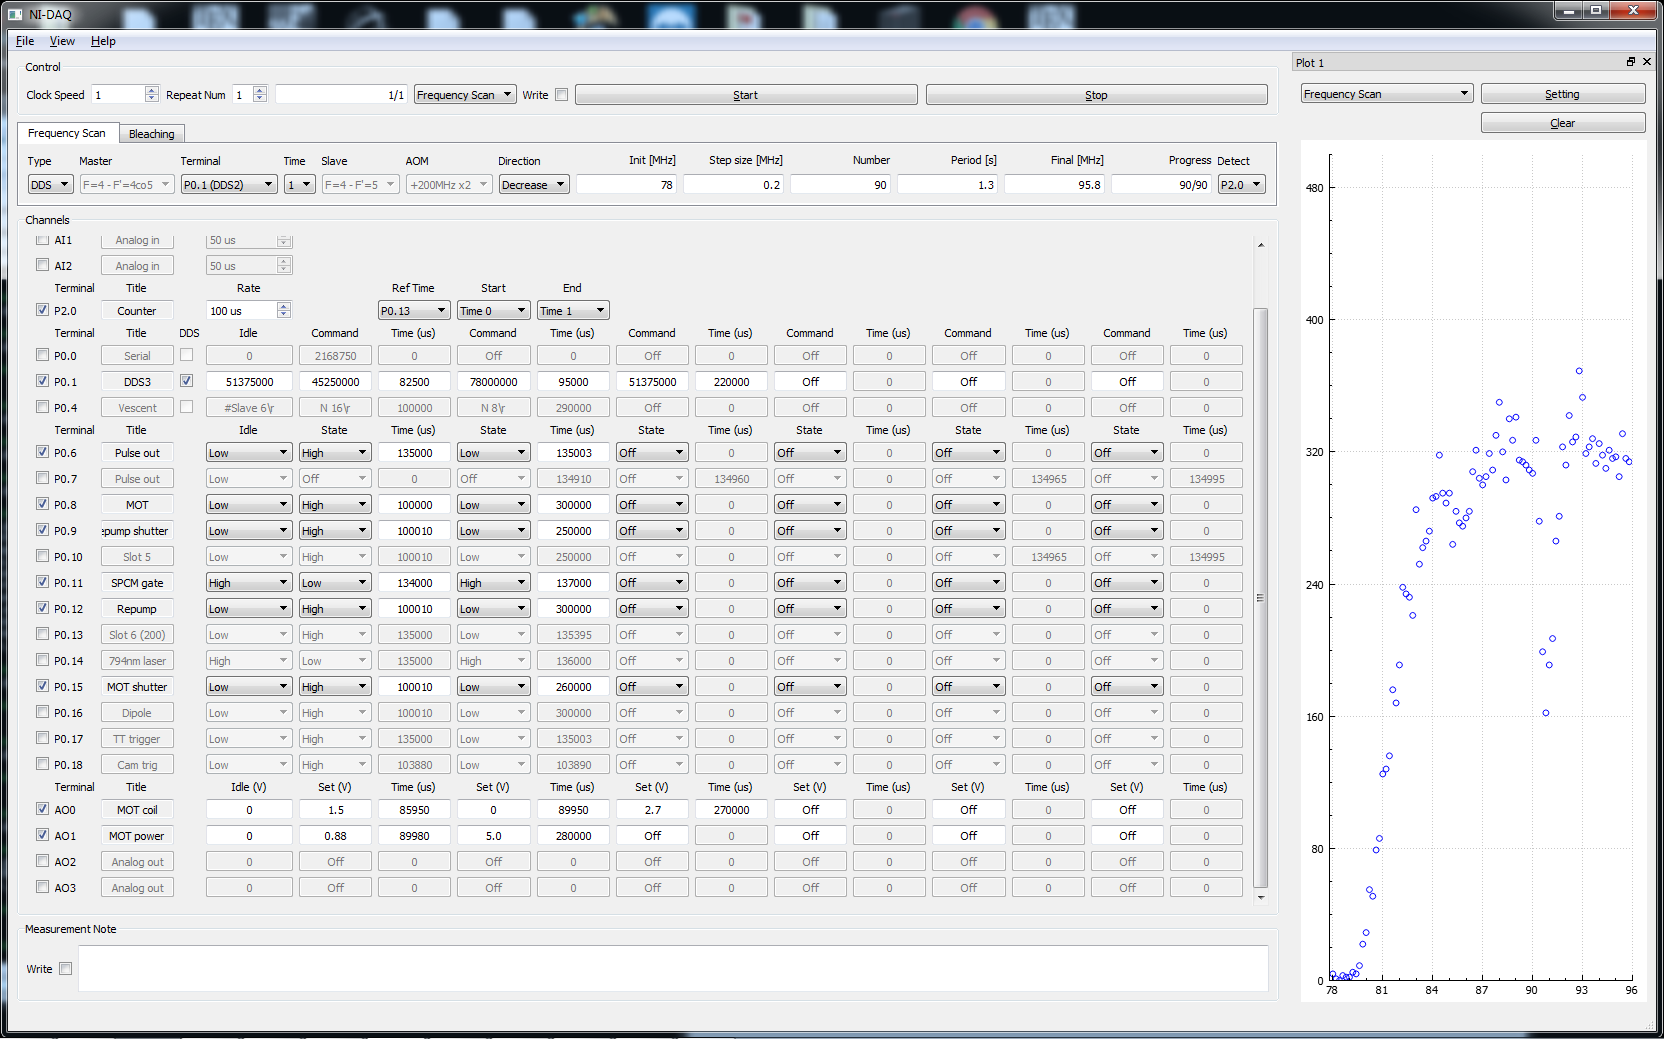 NI-DAQ
File View Help
Control
Clock Speed 1 Repeat Num 1 1/1 Frequency Scan Write Start Stop
Frequency Scan Bleaching
Type Master Terminal Time Slave AOM Direction Init [MHz] Step size [MHz] Number Period [s] Final [MHz] Progress Detect
DDS F=4 - F'=4co5 P0.1 (DDS2) 1 F=4 - F'=5 +200MHz x2 Decrease 78 0.2 90 1.3 95.8 90/90 P2.0
Channels
AI1 Analog in 50 us
AI2 Analog in 50 us
Terminal Title Rate Ref Time Start End
P2.0 Counter 100 us P0.13 Time 0 Time 1
Terminal Title DDS Idle Command Time (us) Command Time (us) Command Time (us) Command Time (us) Command Time (us) Command Time (us)
P0.0 Serial 0 2168750 0 Off 0 Off 0 Off 0 Off 0 Off 0
P0.1 DDS3 51375000 45250000 82500 78000000 95000 51375000 220000 Off 0 Off 0 Off 0
P0.4 Vescent #Slave 6\r N 16\r 100000 N 8\r 290000 Off 0 Off 0 Off 0 Off 0
Terminal Title Idle State Time (us) State Time (us) State Time (us) State Time (us) State Time (us) State Time (us)
P0.6 Pulse out Low High 135000 Low 135003 Off 0 Off 0 Off 0 Off 0
P0.7 Pulse out Low Off 0 Off 134910 Off 134960 Off 0 Off 134965 Off 134995
P0.8 MOT Low High 100000 Low 300000 Off 0 Off 0 Off 0 Off 0
P0.9 epump shutter Low High 100010 Low 250000 Off 0 Off 0 Off 0 Off 0
P0.10 Slot 5 Low High 100010 Low 250000 Off 0 Off 0 Off 134965 Off 134995
P0.11 SPCM gate High Low 134000 High 137000 Off 0 Off 0 Off 0 Off 0
P0.12 Repump Low High 100010 Low 300000 Off 0 Off 0 Off 0 Off 0
P0.13 Slot 6 (200) Low High 135000 Low 135395 Off 0 Off 0 Off 0 Off 0
P0.14 794nm laser High Low 135000 High 136000 Off 0 Off 0 Off 0 Off 0
P0.15 MOT shutter Low High 100010 Low 260000 Off 0 Off 0 Off 0 Off 0
P0.16 Dipole Low High 100010 Low 300000 Off 0 Off 0 Off 0 Off 0
P0.17 TT trigger Low High 135000 Low 135003 Off 0 Off 0 Off 0 Off 0
P0.18 Cam trig Low High 103880 Low 103890 Off 0 Off 0 Off 0 Off 0
Terminal Title Idle (V) Set (V) Time (us) Set (V) Time (us) Set (V) Time (us) Set (V) Time (us) Set (V) Time (us) Set (V) Time (us)
AO0 MOT coil 0 1.5 85950 0 89950 2.7 270000 Off 0 Off 0 Off 0
AO1 MOT power 0 0.88 89980 5.0 280000 Off 0 Off 0 Off 0 Off 0
AO2 Analog out 0 Off 0 Off 0 Off 0 Off 0 Off 0 Off 0
AO3 Analog out 0 Off 0 Off 0 Off 0 Off 0 Off 0 Off 0
Measurement Note
Write
Plot 1
Frequency Scan Setting
Clear
480
400
320
240
160
80
0
78 81 84 87 90 93 96